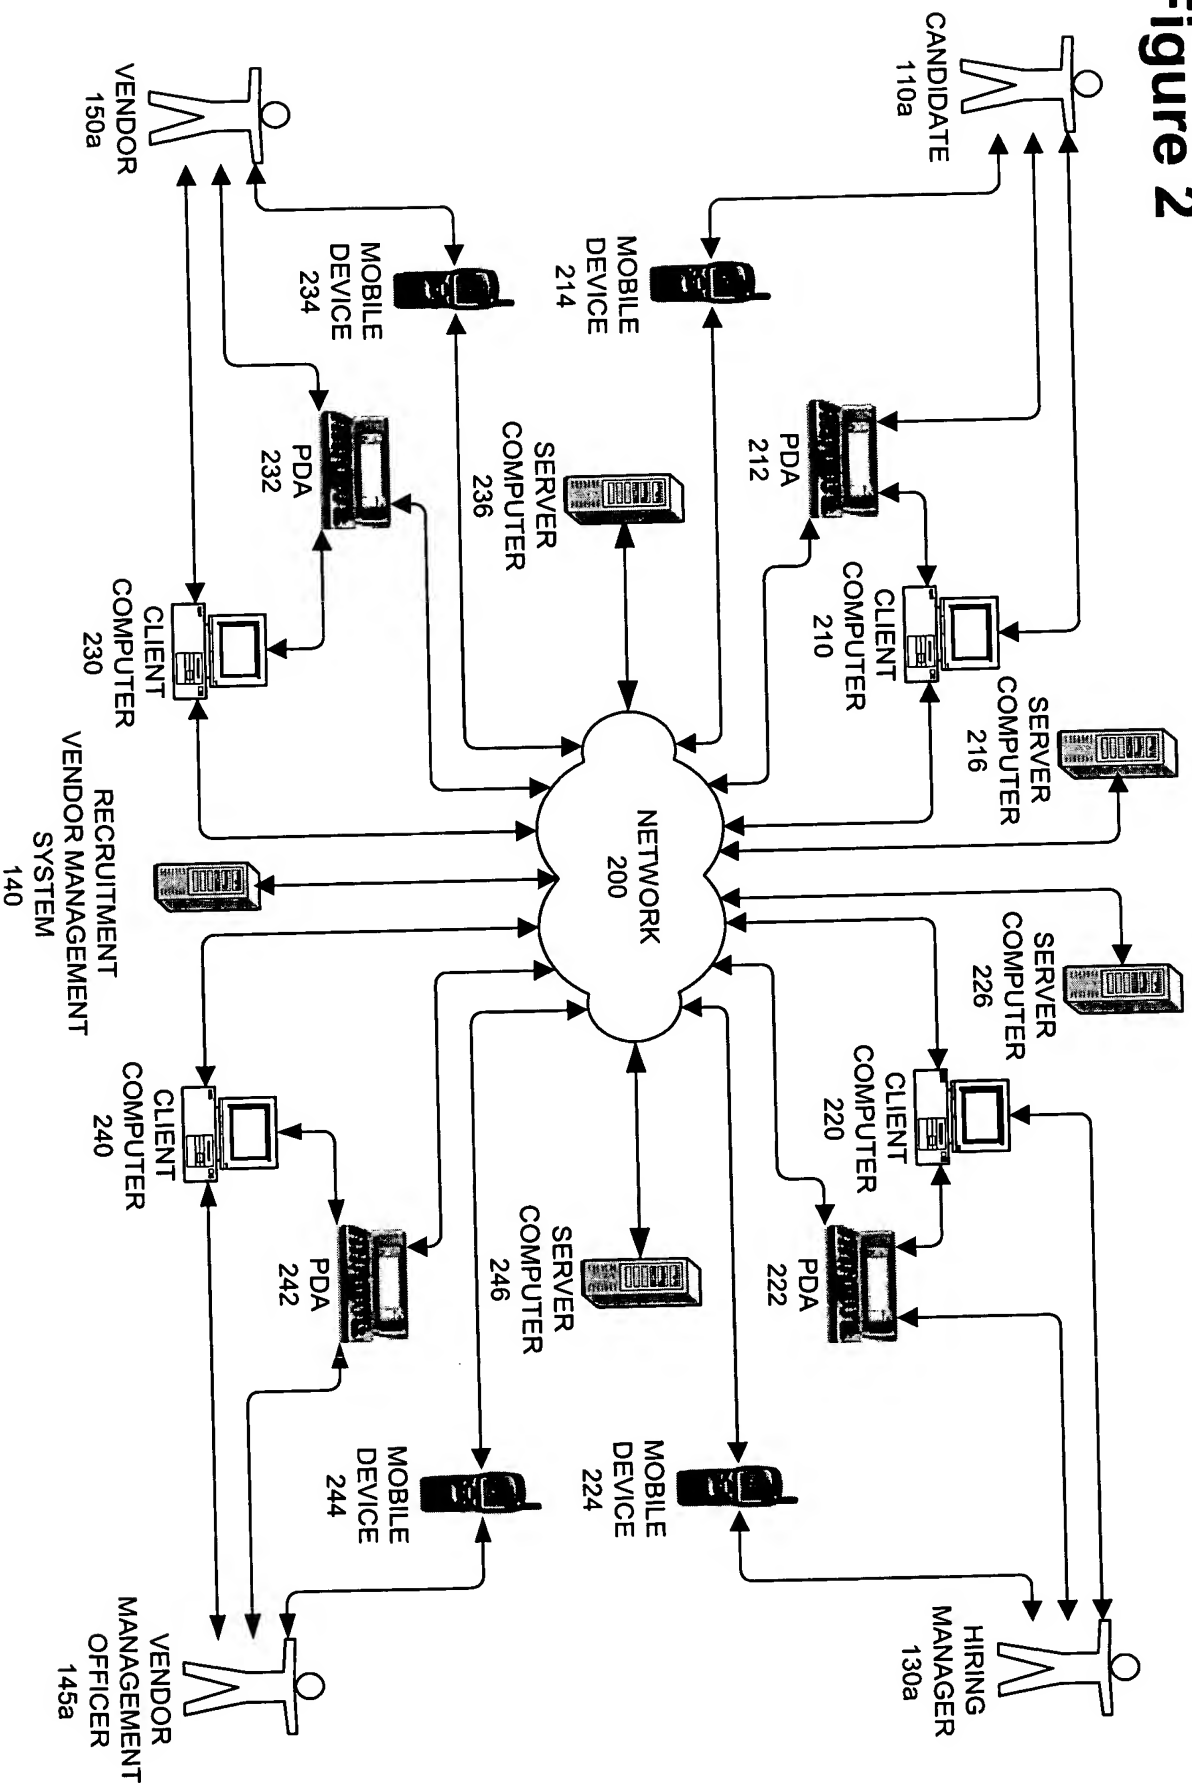 Figure 2
CANDIDATE
110a
HIRING
MANAGER
130a
SERVER
COMPUTER
216
SERVER
COMPUTER
226
CLIENT
COMPUTER
210
CLIENT
COMPUTER
220
PDA
212
PDA
222
MOBILE
DEVICE
214
MOBILE
DEVICE
224
NETWORK
200
SERVER
COMPUTER
236
SERVER
COMPUTER
246
MOBILE
DEVICE
234
MOBILE
DEVICE
244
PDA
232
PDA
242
CLIENT
COMPUTER
230
CLIENT
COMPUTER
240
VENDOR
150a
RECRUITMENT
VENDOR MANAGEMENT
SYSTEM
140
VENDOR
MANAGEMENT
OFFICER
145a